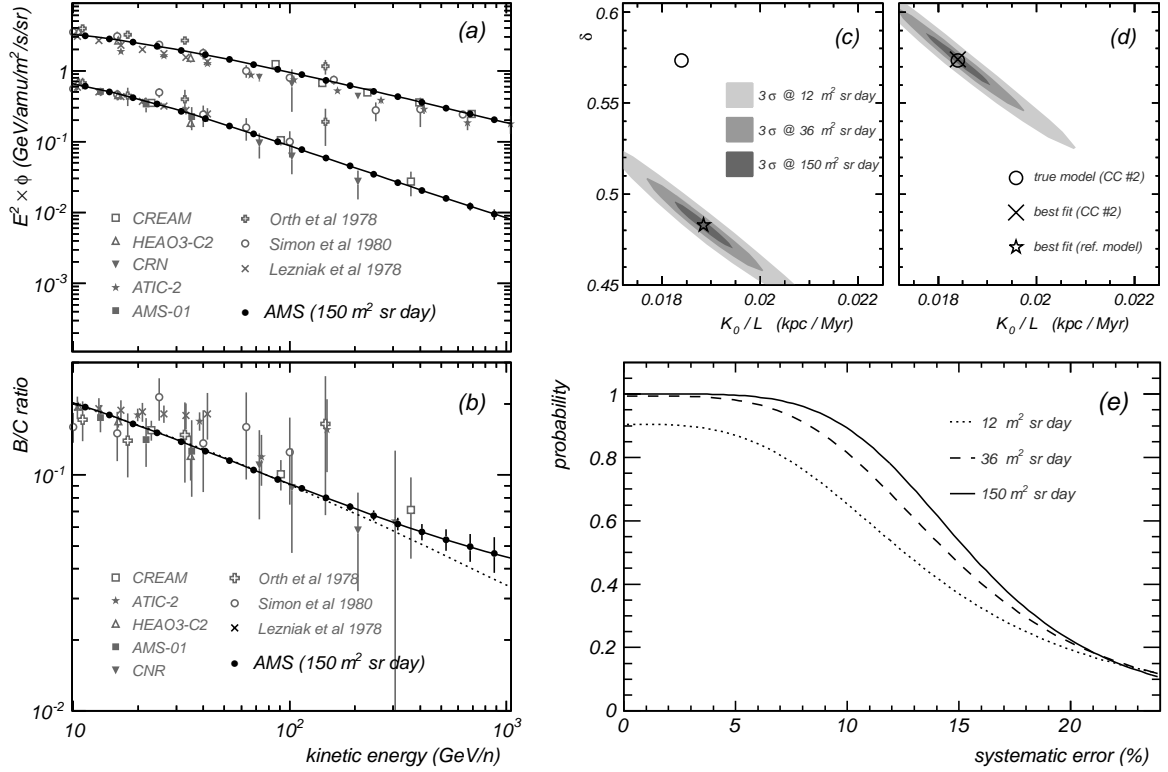 (a)
E² × ϕ (GeV/amu/m²/s/sr)
1
10⁻¹
10⁻²
10⁻³
CREAM
HEAO3-C2
CRN
ATIC-2
AMS-01
Orth et al 1978
Simon et al 1980
Lezniak et al 1978
AMS (150 m² sr day)
(b)
B/C ratio
10⁻¹
10⁻²
CREAM
ATIC-2
HEAO3-C2
AMS-01
CNR
Orth et al 1978
Simon et al 1980
Lezniak et al 1978
AMS (150 m² sr day)
10
10²
10³
kinetic energy (GeV/n)
(c)
δ
0.6
0.55
0.5
0.45
3 σ @ 12 m² sr day
3 σ @ 36 m² sr day
3 σ @ 150 m² sr day
0.018
0.02
0.022
K₀ / L (kpc / Myr)
(d)
true model (CC #2)
best fit (CC #2)
best fit (ref. model)
0.018
0.02
0.022
K₀ / L (kpc / Myr)
(e)
probability
1
0.8
0.6
0.4
0.2
0
12 m² sr day
36 m² sr day
150 m² sr day
0
5
10
15
20
systematic error (%)